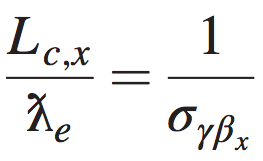 L_{c,x} / ƛ_e = 1 / σ_{γβ_x}